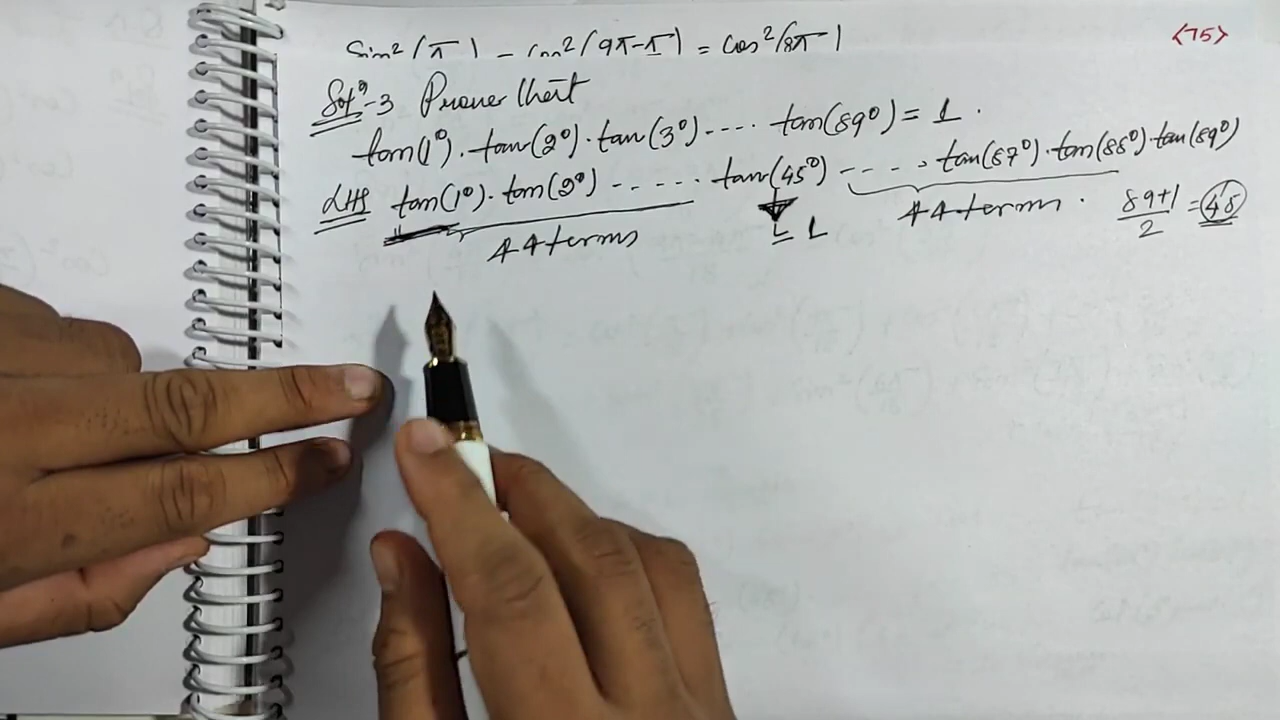 Sin²(π ) - Cos²(9π-π) = Cos²(8π )
<75>
Solⁿ-3 Prove that
tan(1°). tan(2°). tan(3°)..... tan(89°) = 1.
LHS tan(1°). tan(2°) ...... tan(45°) ..... tan(87°). tan(88°). tan(89°)
44 terms 1 44 terms. 89+1/2 = 45